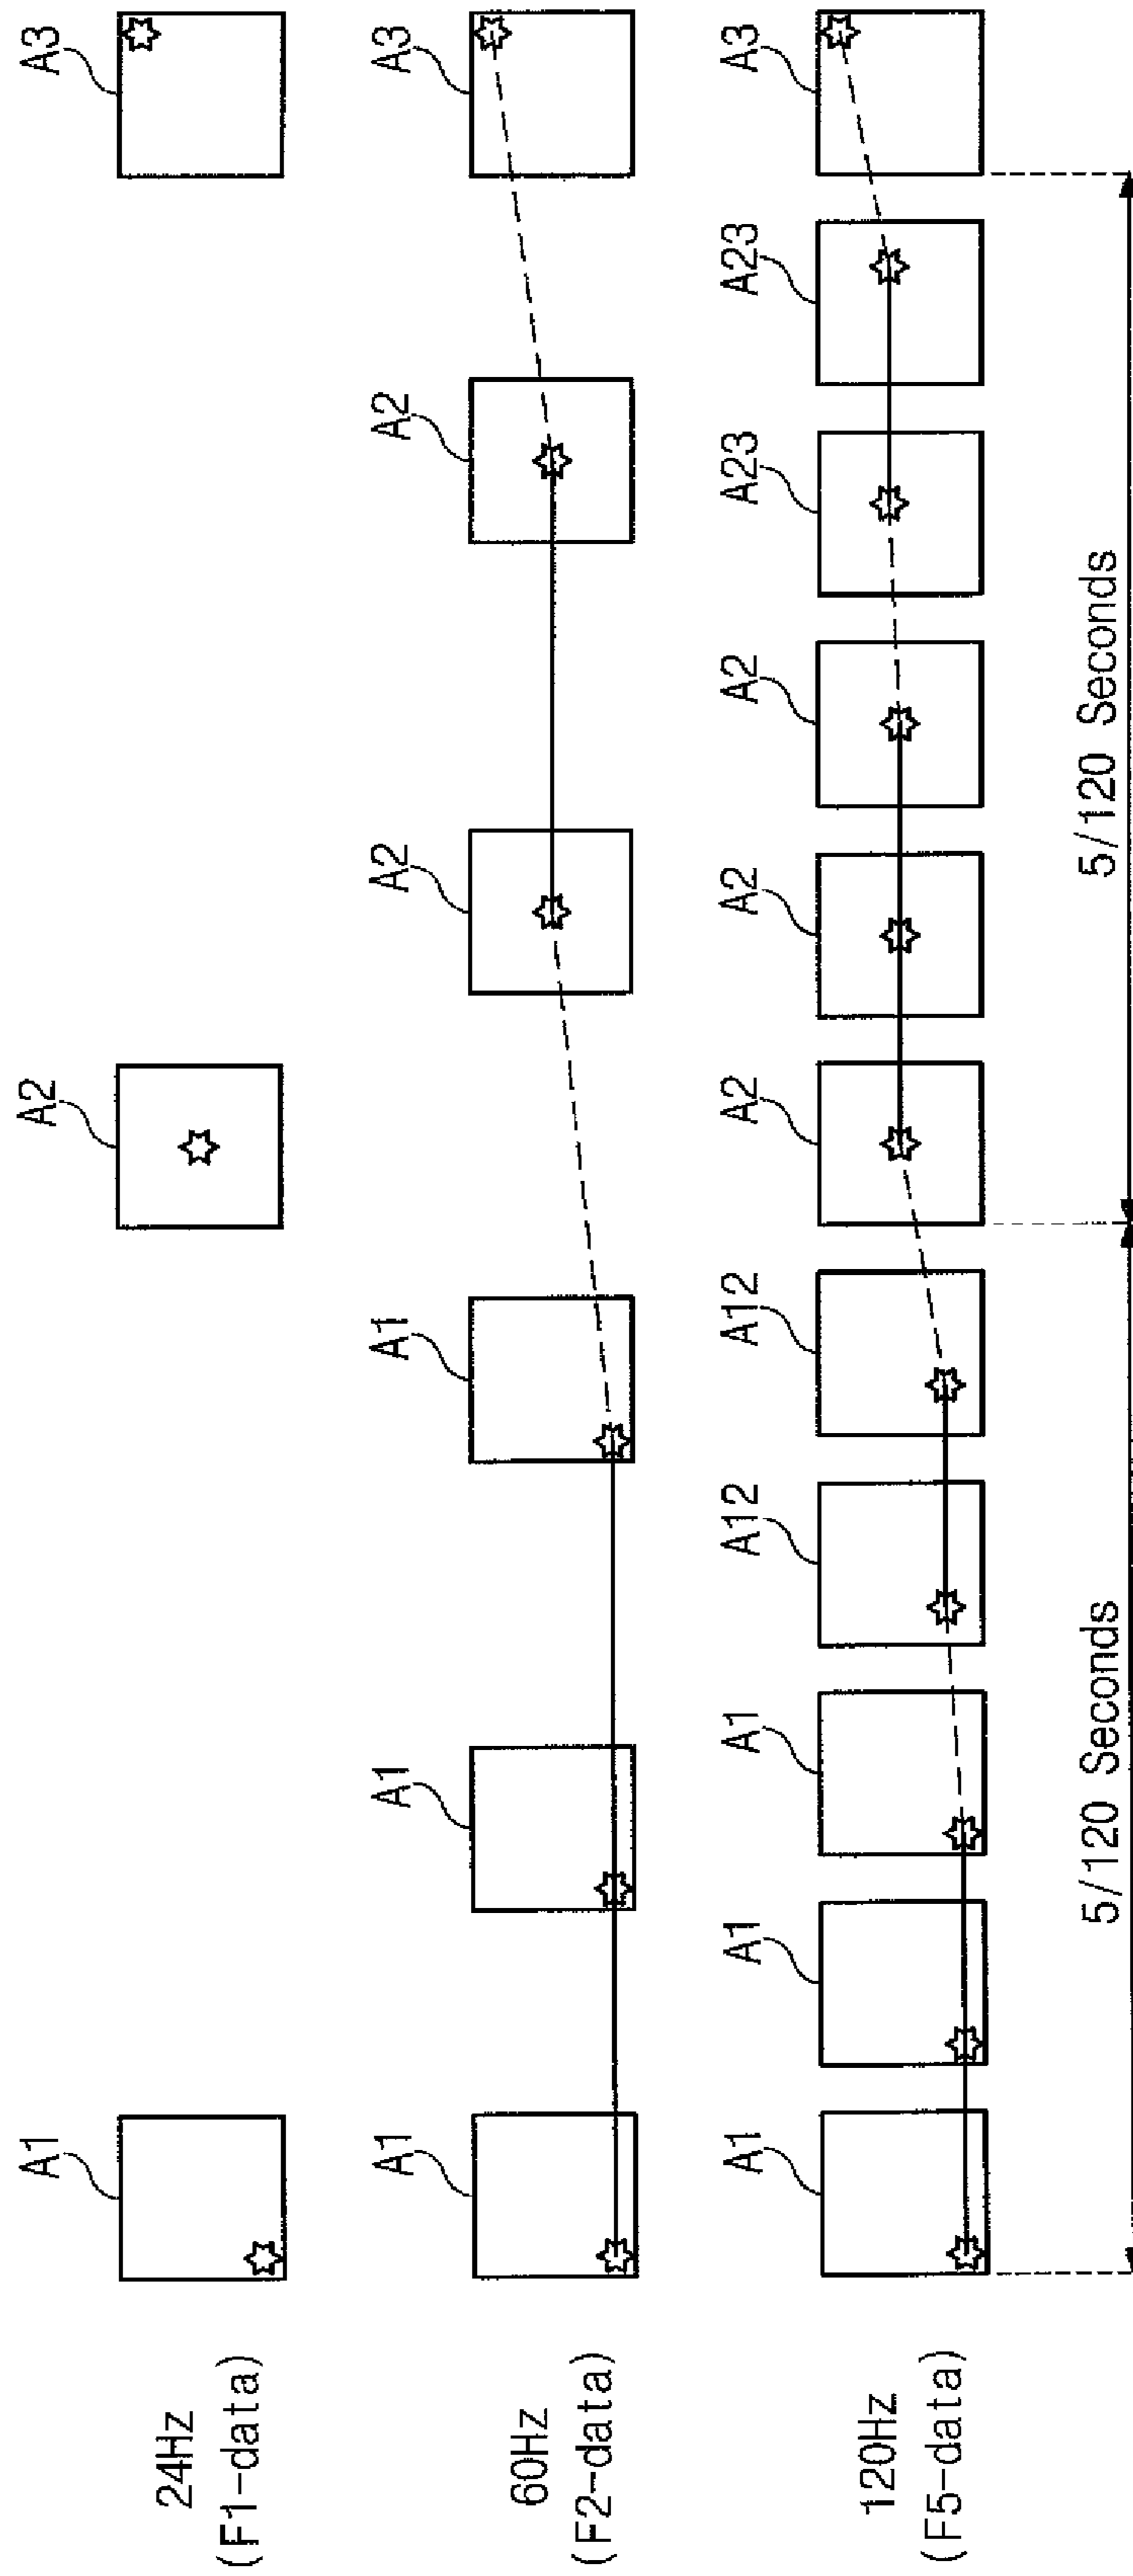 24Hz
(F1-data)
A1
A2
A3
60Hz
(F2-data)
A1
A1
A1
A2
A2
A3
120Hz
(F5-data)
A1
A1
A1
A12
A12
A2
A2
A2
A23
A23
A3
5/120 Seconds
5/120 Seconds